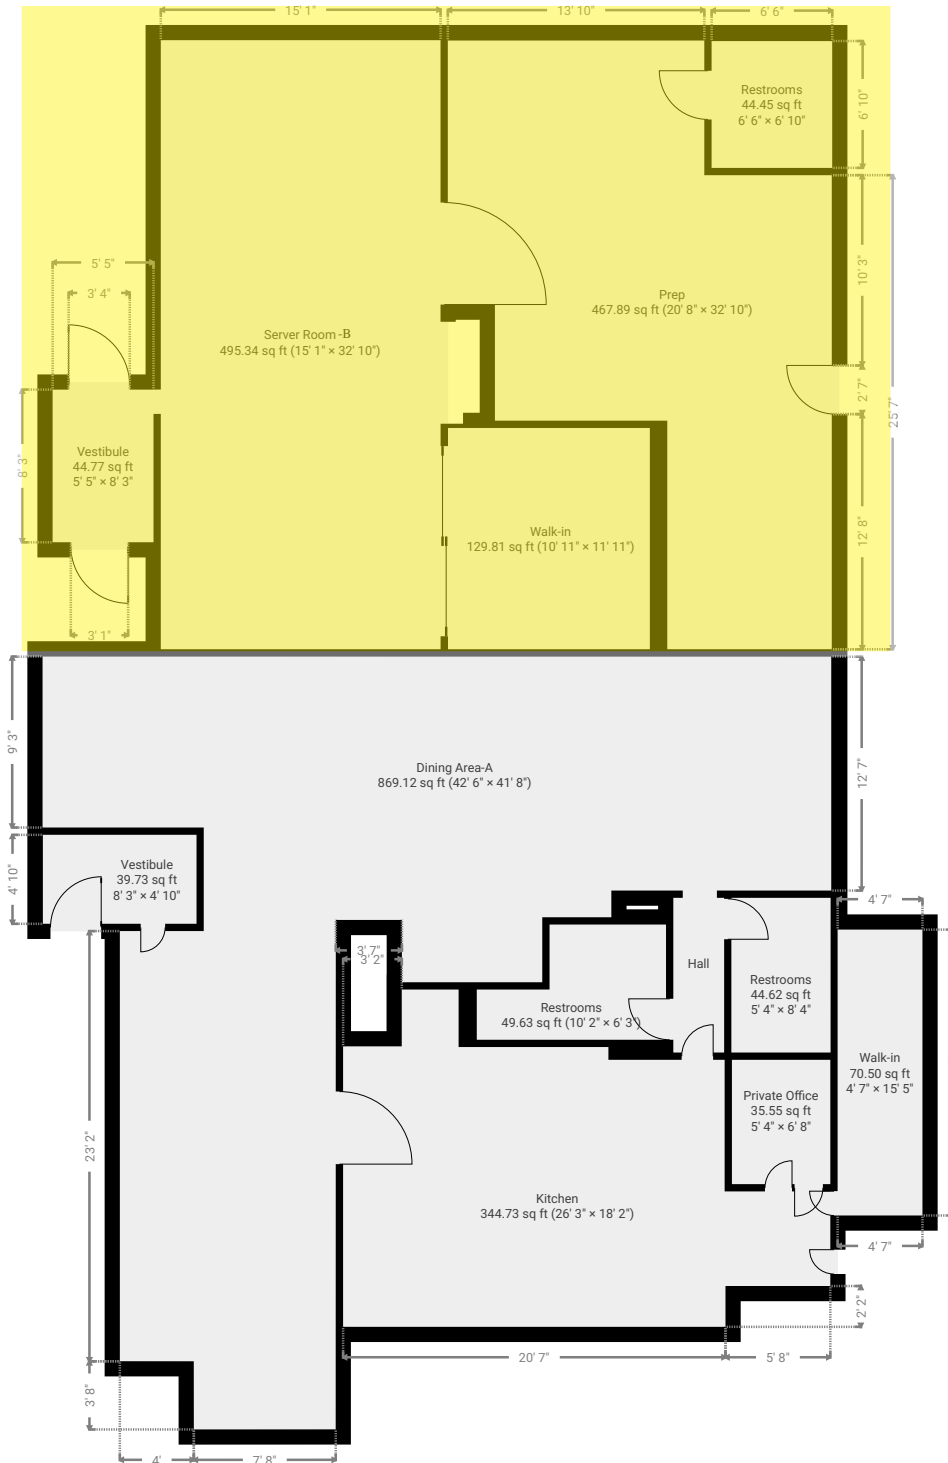 15' 1"
13' 10"
6' 6"
Restrooms
44.45 sq ft
6' 6" × 6' 10"
6' 10"
5' 5"
3' 4"
10' 3"
Prep
467.89 sq ft (20' 8" × 32' 10")
Server Room -B
495.34 sq ft (15' 1" × 32' 10")
2' 7"
25' 7"
Vestibule
44.77 sq ft
5' 5" × 8' 3"
8' 3"
Walk-in
129.81 sq ft (10' 11" × 11' 11")
12' 8"
3' 1"
9' 3"
Dining Area-A
869.12 sq ft (42' 6" × 41' 8")
12' 7"
4' 10"
Vestibule
39.73 sq ft
8' 3" × 4' 10"
4' 7"
3' 7"
3' 2"
Hall
Restrooms
44.62 sq ft
5' 4" × 8' 4"
Restrooms
49.63 sq ft (10' 2" × 6' 3")
Walk-in
70.50 sq ft
4' 7" × 15' 5"
Private Office
35.55 sq ft
5' 4" × 6' 8"
23' 2"
Kitchen
344.73 sq ft (26' 3" × 18' 2")
4' 7"
2' 2"
20' 7"
5' 8"
3' 8"
4'
7' 8"